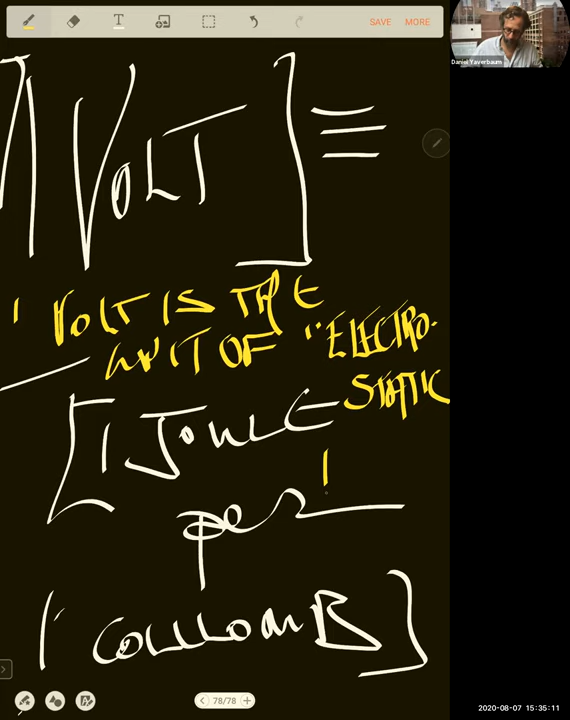 T
SAVE
MORE
Daniel Yaverbaum
1 VOLT ] ≡
' VOLT IS THE
UNIT OF "ELECTRO-
STATIC
[ 1 JOULE
per
1 COULOMB ]
78/78
2020-08-07 15:35:11